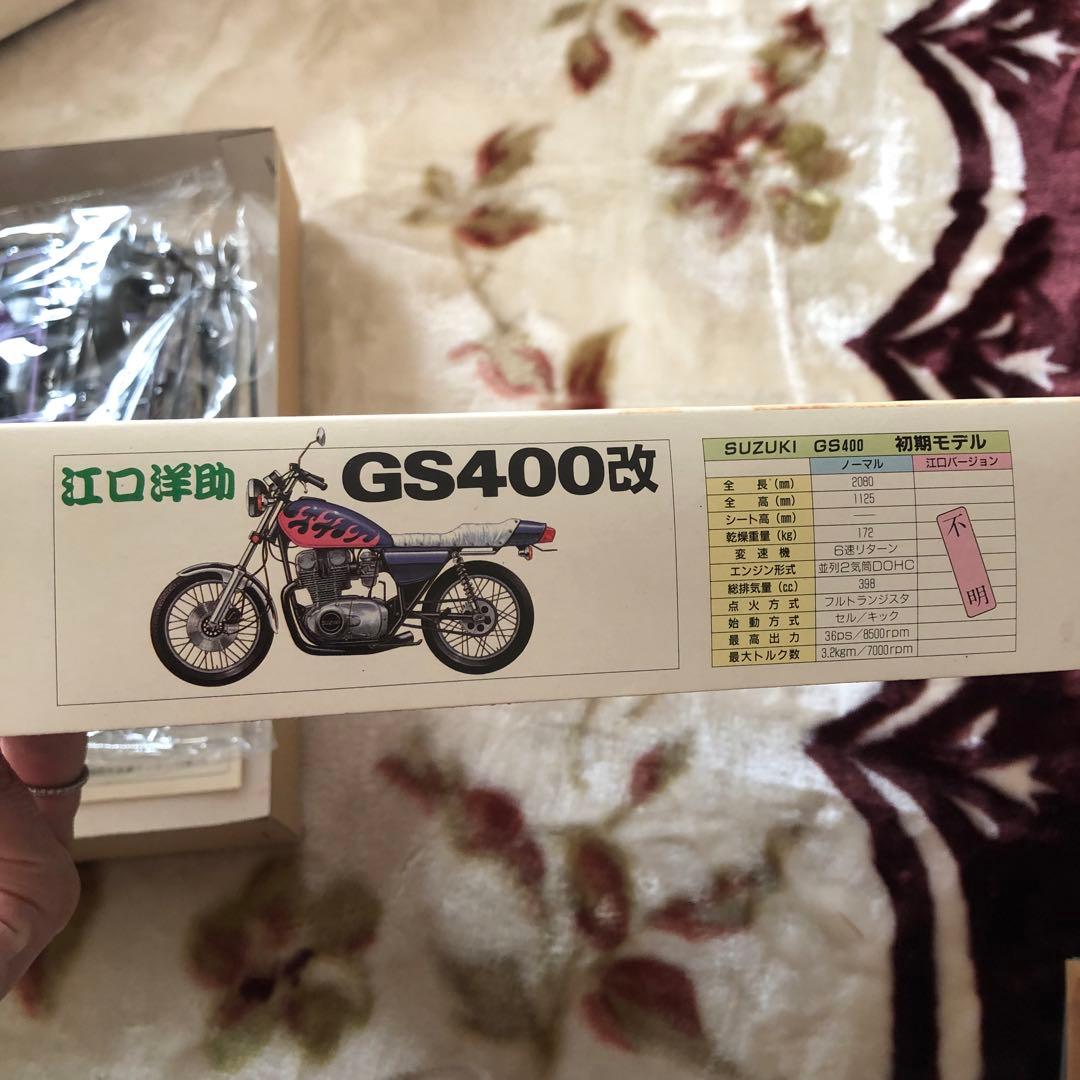 江口洋助
GS400改
SUZUKI GS400 初期モデル
ノーマル 江口バージョン
全長(mm) 2080
全高(mm) 1125
シート高(mm) —
乾燥重量(kg) 172
変速機 6速リターン
エンジン形式 並列2気筒DOHC
総排気量(cc) 398
点火方式 フルトランジスタ
始動方式 セル/キック
最高出力 36ps/8500rpm
最大トルク数 3.2kgm/7000rpm
不明
SUZUKI